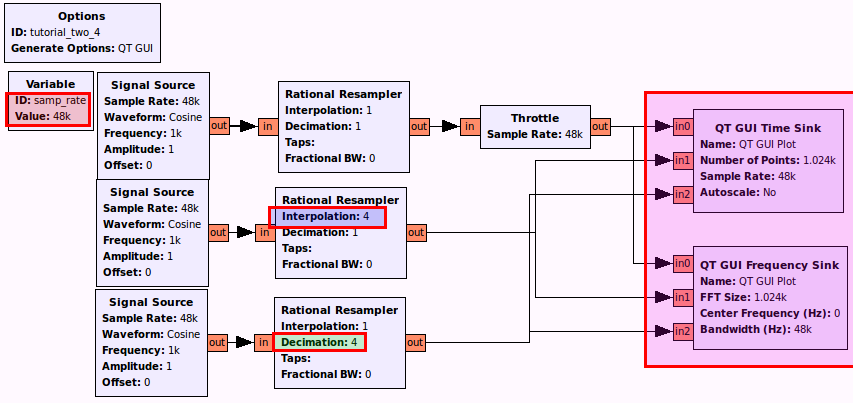 Options
ID: tutorial_two_4
Generate Options: QT GUI
Variable
ID: samp_rate
Value: 48k
Signal Source
Sample Rate: 48k
Waveform: Cosine
Frequency: 1k
Amplitude: 1
Offset: 0
out
in
Rational Resampler
Interpolation: 1
Decimation: 1
Taps:
Fractional BW: 0
out
in
Throttle
Sample Rate: 48k
out
in0
in1
in2
QT GUI Time Sink
Name: QT GUI Plot
Number of Points: 1.024k
Sample Rate: 48k
Autoscale: No
Signal Source
Sample Rate: 48k
Waveform: Cosine
Frequency: 1k
Amplitude: 1
Offset: 0
out
in
Rational Resampler
Interpolation: 4
Decimation: 1
Taps:
Fractional BW: 0
out
in0
in1
in2
QT GUI Frequency Sink
Name: QT GUI Plot
FFT Size: 1.024k
Center Frequency (Hz): 0
Bandwidth (Hz): 48k
Signal Source
Sample Rate: 48k
Waveform: Cosine
Frequency: 1k
Amplitude: 1
Offset: 0
out
in
Rational Resampler
Interpolation: 1
Decimation: 4
Taps:
Fractional BW: 0
out